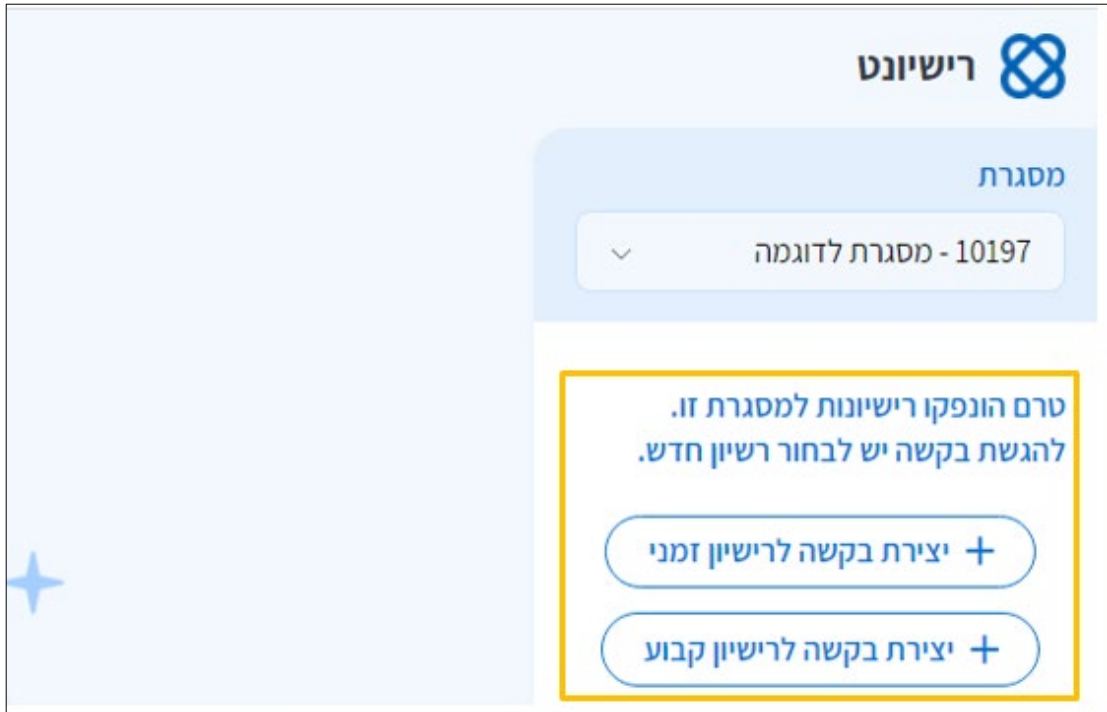 רישיונט
מסגרת
10197 - מסגרת לדוגמה
טרם הונפקו רישיונות למסגרת זו.
להגשת בקשה יש לבחור רשיון חדש.
+ יצירת בקשה לרישיון זמני
+ יצירת בקשה לרישיון קבוע